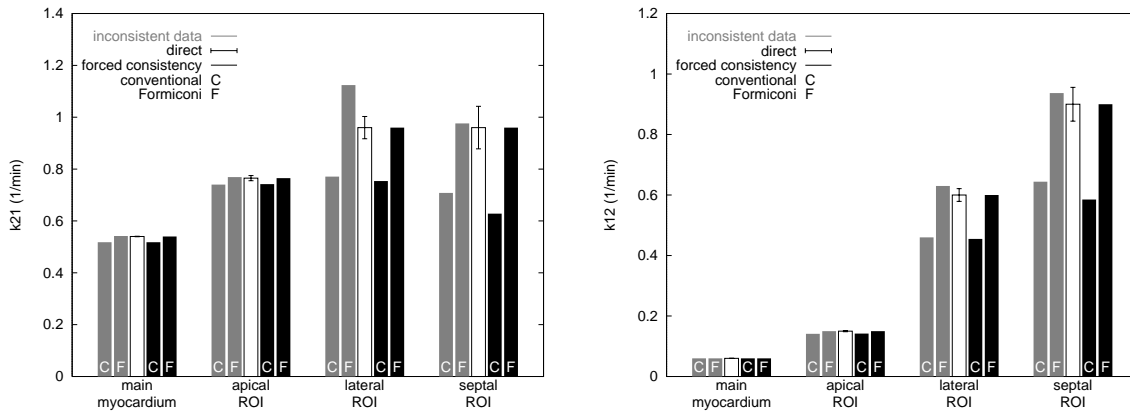 k21 (1/min)
1.4
1.2
1
0.8
0.6
0.4
0.2
0
inconsistent data
direct
forced consistency
conventional C
Formiconi F
C F C F
C F C F
C F C F
C F C F
main
myocardium
apical
ROI
lateral
ROI
septal
ROI
k12 (1/min)
1.2
1
0.8
0.6
0.4
0.2
0
inconsistent data
direct
forced consistency
conventional C
Formiconi F
C F C F
C F C F
C F C F
C F C F
main
myocardium
apical
ROI
lateral
ROI
septal
ROI